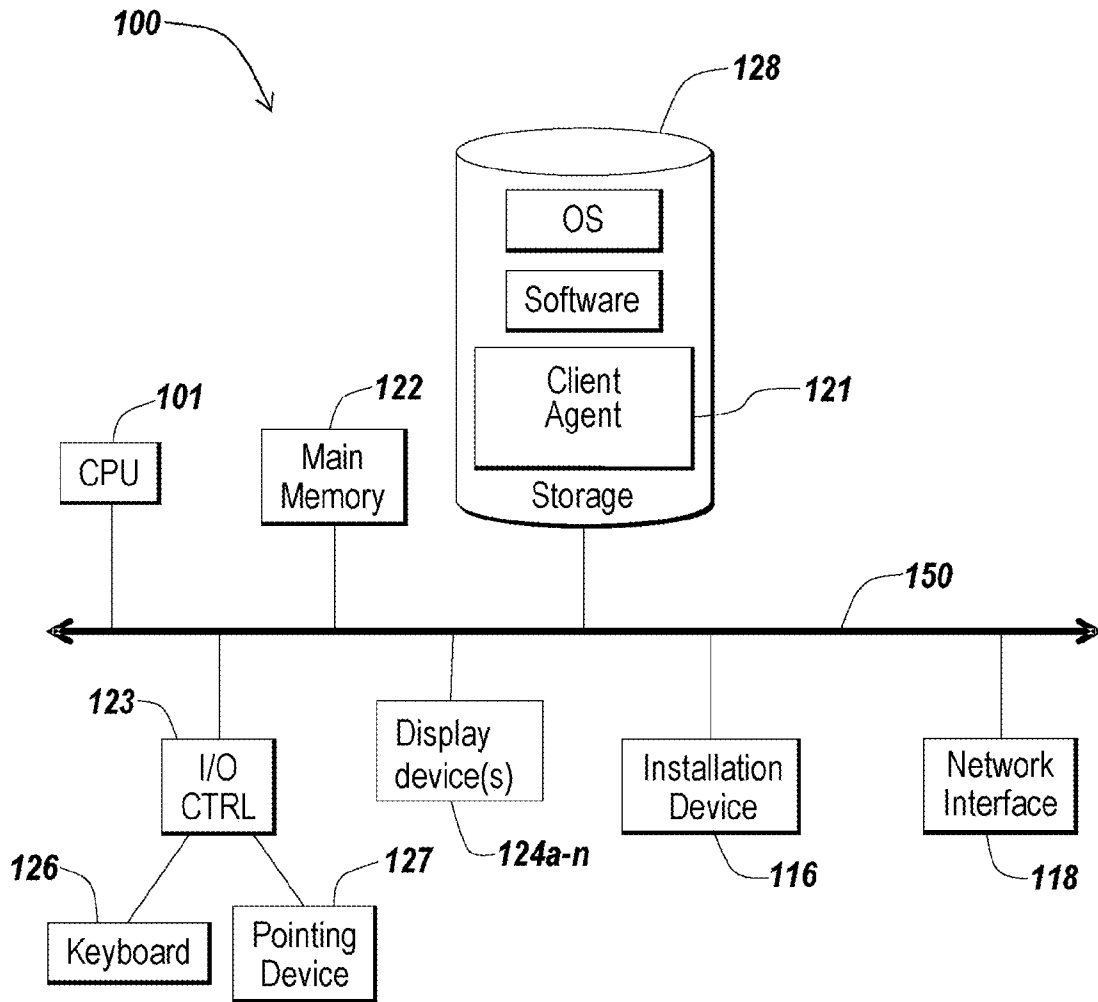 100
128
OS
Software
Client
Agent
121
Storage
101
CPU
122
Main
Memory
150
123
I/O
CTRL
Display
device(s)
124a-n
Installation
Device
116
Network
Interface
118
126
Keyboard
127
Pointing
Device